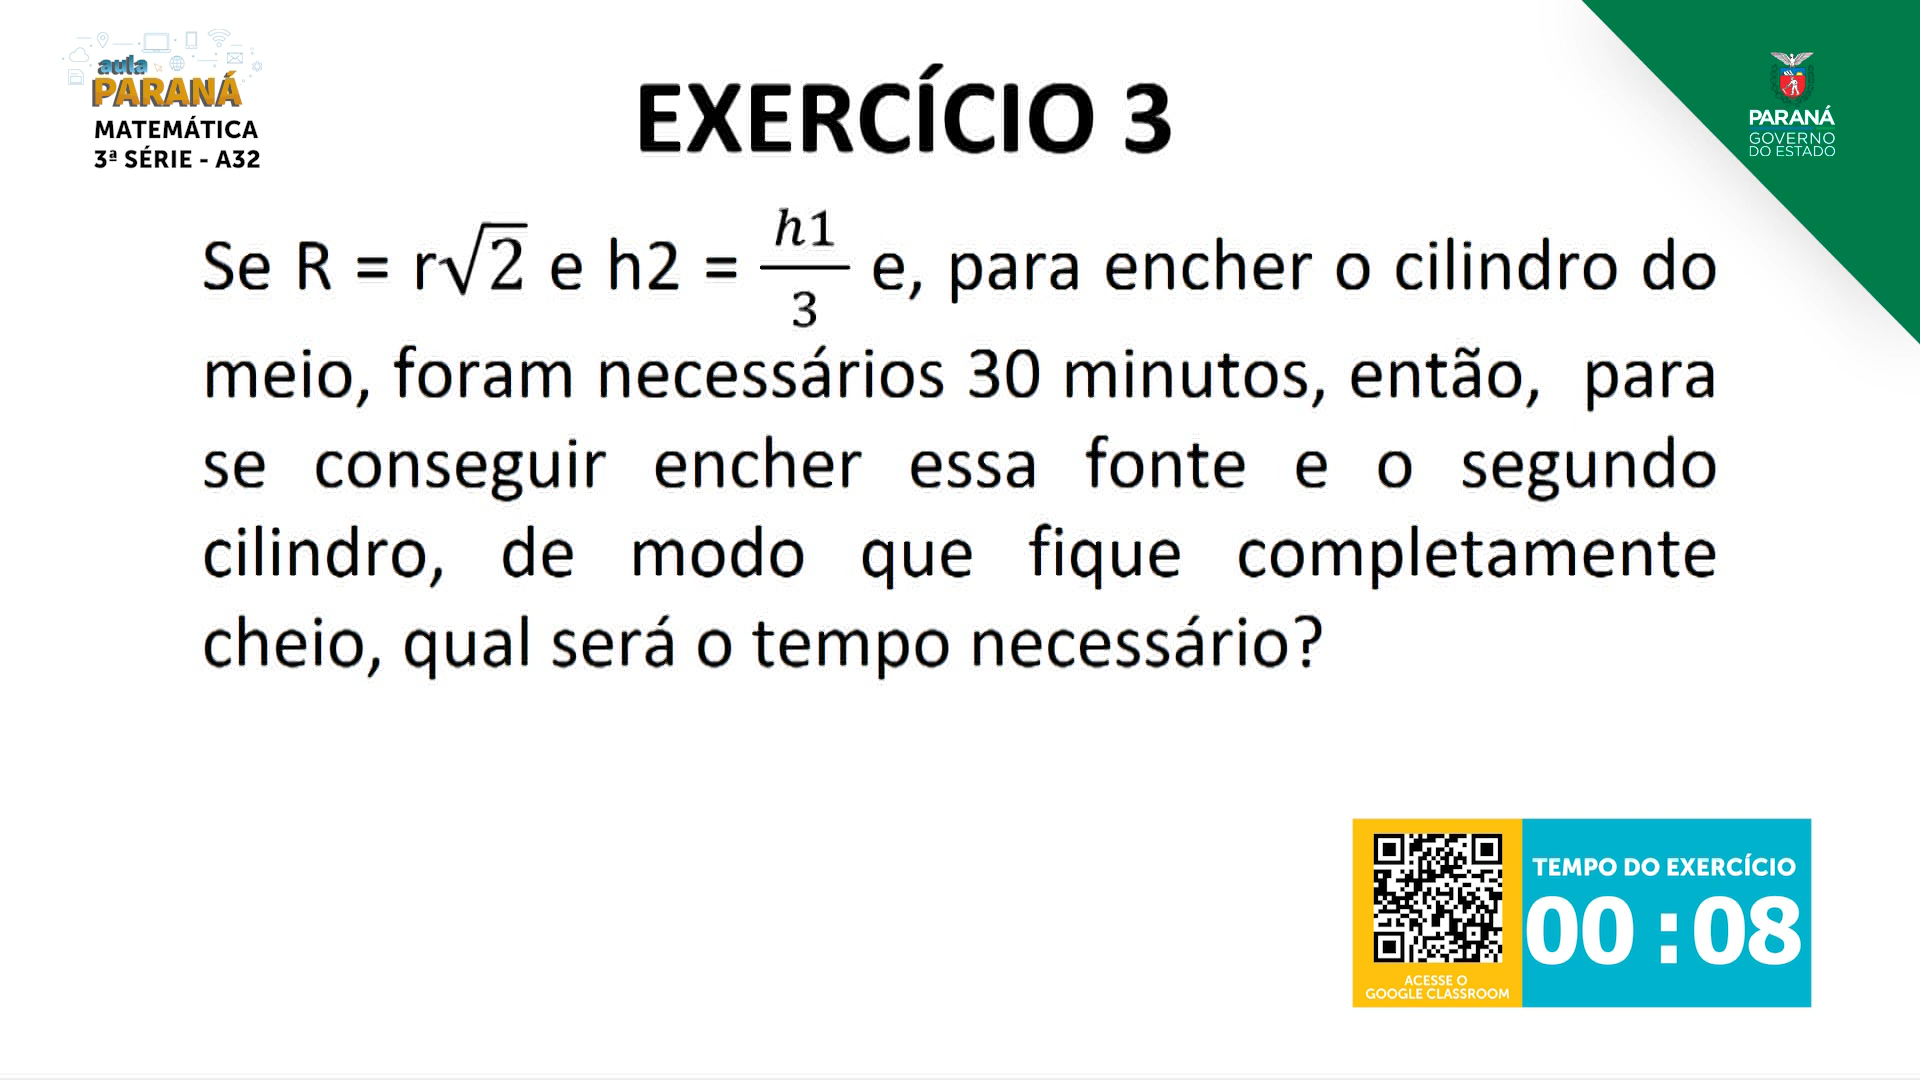 aula
PARANÁ
MATEMÁTICA
3ª SÉRIE - A32
EXERCÍCIO 3
PARANÁ
GOVERNO
DO ESTADO
Se R = r√2 e h2 = h1/3 e, para encher o cilindro do
meio, foram necessários 30 minutos, então, para
se conseguir encher essa fonte e o segundo
cilindro, de modo que fique completamente
cheio, qual será o tempo necessário?
TEMPO DO EXERCÍCIO
00:08
ACESSE O
GOOGLE CLASSROOM